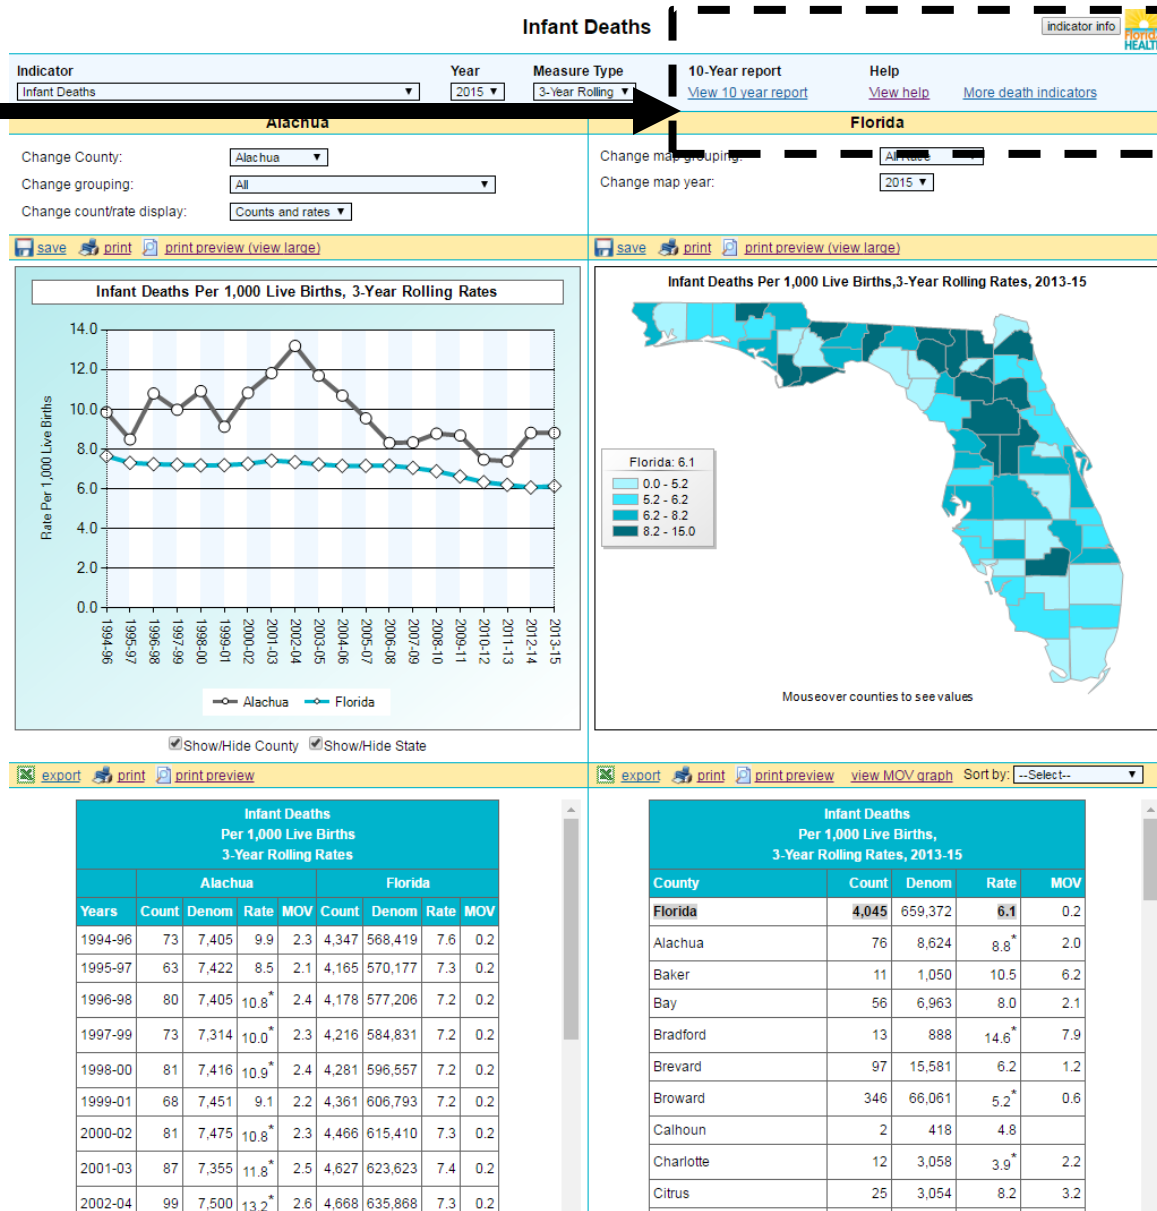 Infant Deaths
indicator info
Florida
HEALTH
Indicator Year Measure Type 10-Year report Help
Infant Deaths 2015 3-Year Rolling View 10 year report View help More death indicators
Alachua Florida
Change County: Alachua
Change grouping: All
Change count/rate display: Counts and rates
Change map grouping: All Race
Change map year: 2015
save print print preview (view large)
save print print preview (view large)
Infant Deaths Per 1,000 Live Births, 3-Year Rolling Rates
14.0
12.0
10.0
8.0
6.0
4.0
2.0
0.0
Rate Per 1,000 Live Births
1994-96 1995-97 1996-98 1997-99 1998-00 1999-01 2000-02 2001-03 2002-04 2003-05 2004-06 2005-07 2006-08 2007-09 2008-10 2009-11 2010-12 2011-13 2012-14 2013-15
Alachua Florida
Show/Hide County Show/Hide State
Infant Deaths Per 1,000 Live Births,3-Year Rolling Rates, 2013-15
Florida: 6.1
0.0 - 5.2
5.2 - 6.2
6.2 - 8.2
8.2 - 15.0
Mouseover counties to see values
export print print preview
export print print preview view MOV graph Sort by: --Select--
Infant Deaths
Per 1,000 Live Births
3-Year Rolling Rates
Alachua Florida
Years Count Denom Rate MOV Count Denom Rate MOV
1994-96 73 7,405 9.9 2.3 4,347 568,419 7.6 0.2
1995-97 63 7,422 8.5 2.1 4,165 570,177 7.3 0.2
1996-98 80 7,405 10.8* 2.4 4,178 577,206 7.2 0.2
1997-99 73 7,314 10.0* 2.3 4,216 584,831 7.2 0.2
1998-00 81 7,416 10.9* 2.4 4,281 596,557 7.2 0.2
1999-01 68 7,451 9.1 2.2 4,361 606,793 7.2 0.2
2000-02 81 7,475 10.8* 2.3 4,466 615,410 7.3 0.2
2001-03 87 7,355 11.8* 2.5 4,627 623,623 7.4 0.2
2002-04 99 7,500 13.2* 2.6 4,668 635,868 7.3 0.2
Infant Deaths
Per 1,000 Live Births,
3-Year Rolling Rates, 2013-15
County Count Denom Rate MOV
Florida 4,045 659,372 6.1 0.2
Alachua 76 8,624 8.8* 2.0
Baker 11 1,050 10.5 6.2
Bay 56 6,963 8.0 2.1
Bradford 13 888 14.6* 7.9
Brevard 97 15,581 6.2 1.2
Broward 346 66,061 5.2* 0.6
Calhoun 2 418 4.8
Charlotte 12 3,058 3.9* 2.2
Citrus 25 3,054 8.2 3.2